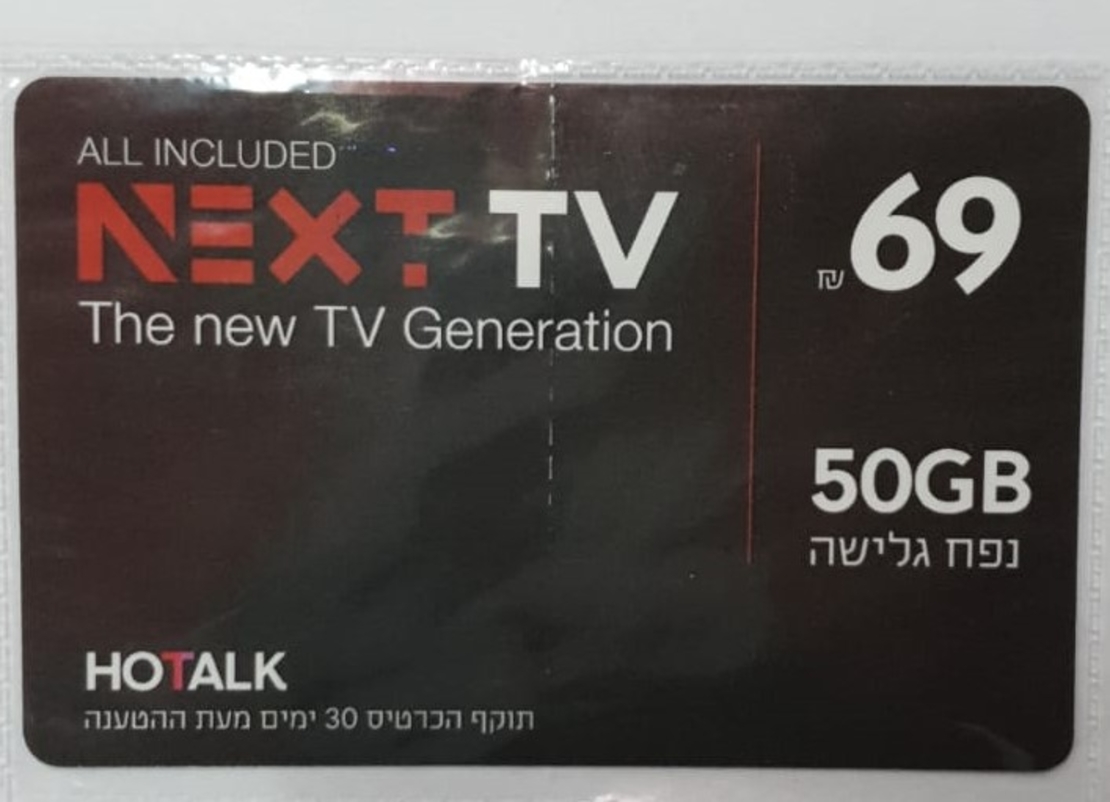 ALL INCLUDED
NEXT TV
The new TV Generation
₪69
50GB
נפח גלישה
HOTALK
תוקף הכרטיס 30 ימים מעת ההטענה